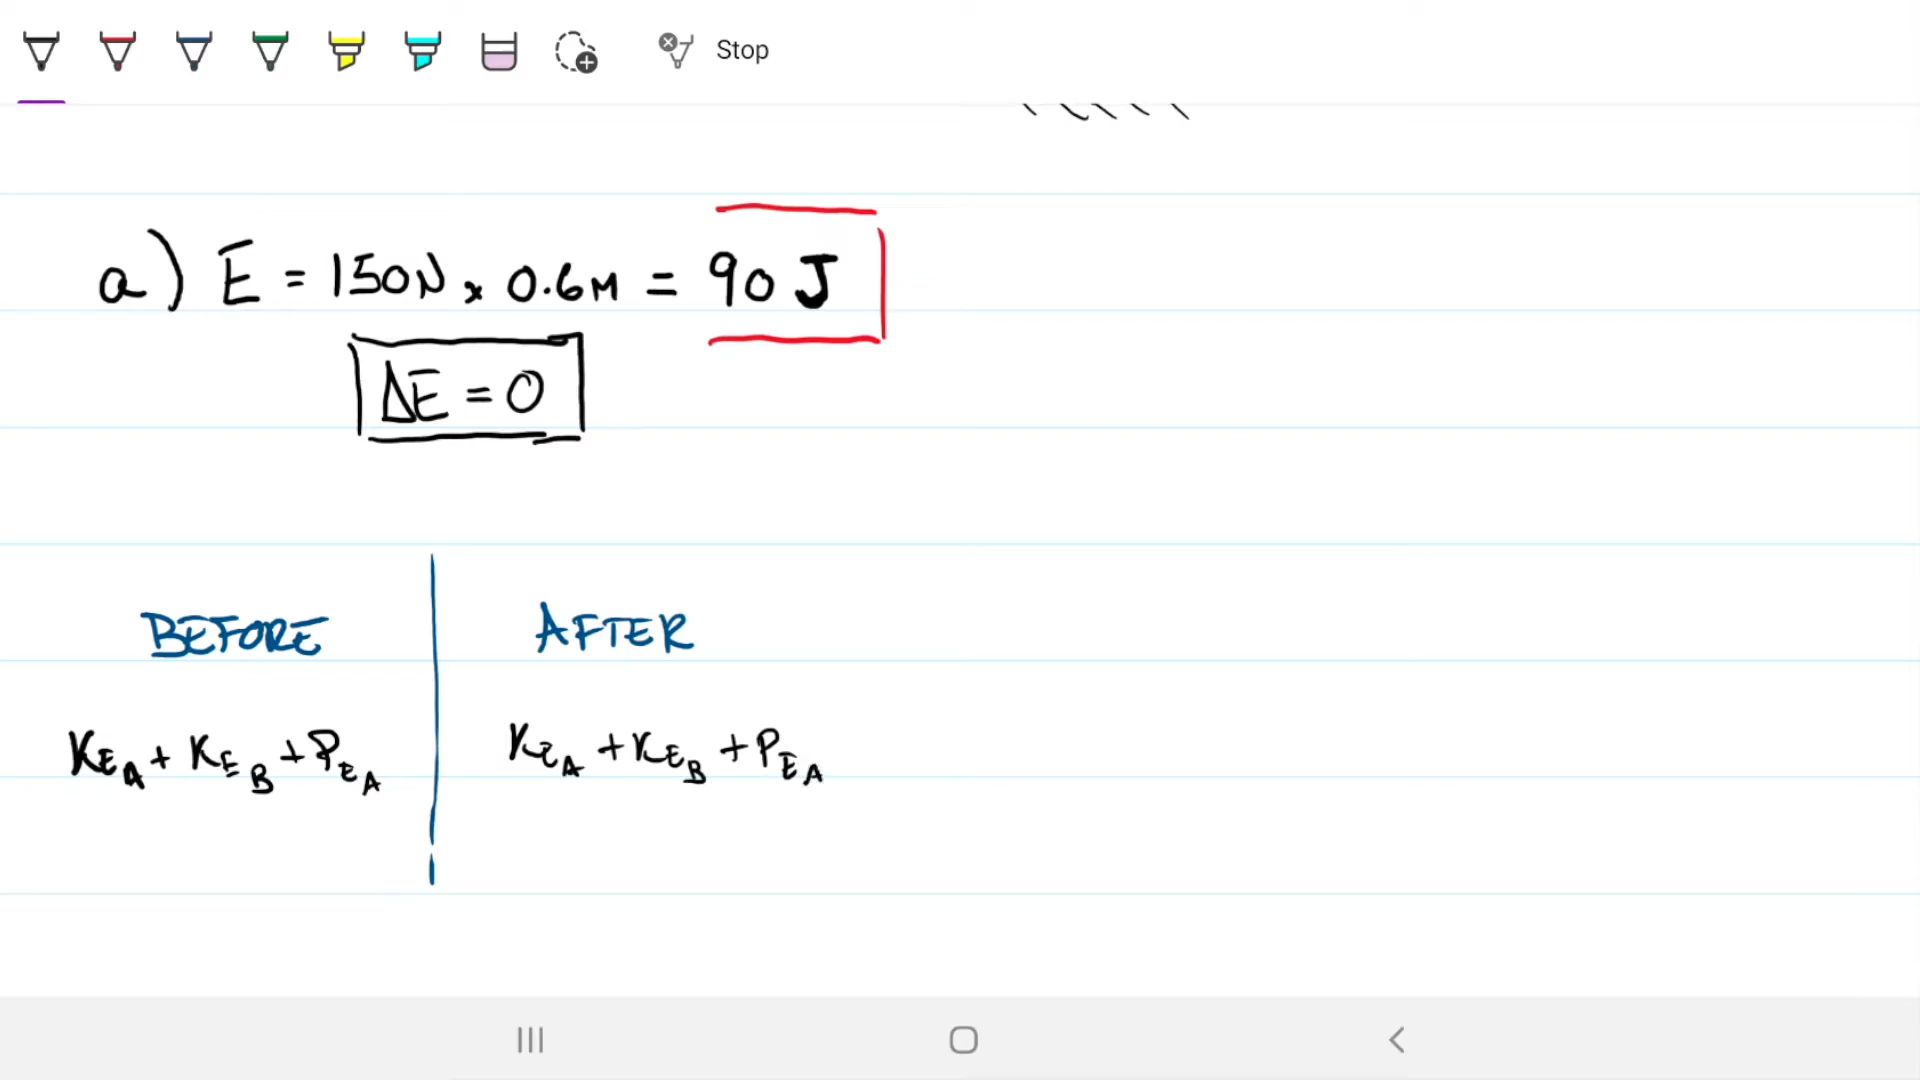 Stop
a) E = 150N x 0.6M = 90 J
ΔE = 0
BEFORE AFTER
KEA + KEB + PEA KEA + KEB + PEA